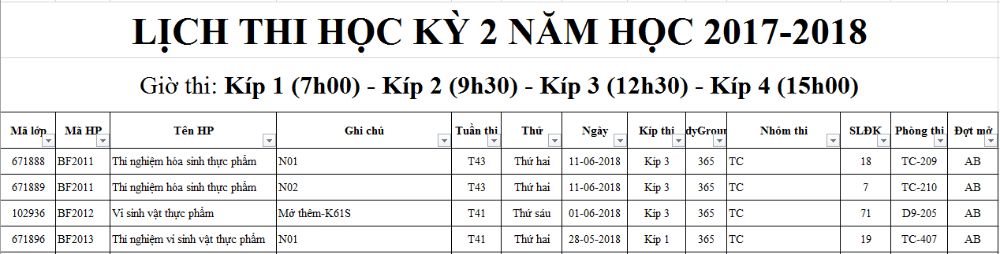 LỊCH THI HỌC KỲ 2 NĂM HỌC 2017-2018
Giờ thi: Kíp 1 (7h00) - Kíp 2 (9h30) - Kíp 3 (12h30) - Kíp 4 (15h00)
Mã lớp Mã HP Tên HP Ghi chú Tuần thi Thứ Ngày Kíp thi dyGroup Nhóm thi SLĐK Phòng thi Đợt mở
671888 BF2011 Thí nghiệm hóa sinh thực phẩm N01 T43 Thứ hai 11-06-2018 Kíp 3 365 TC 18 TC-209 AB
671889 BF2011 Thí nghiệm hóa sinh thực phẩm N02 T43 Thứ hai 11-06-2018 Kíp 3 365 TC 7 TC-210 AB
102936 BF2012 Vi sinh vật thực phẩm Mở thêm-K61S T41 Thứ sáu 01-06-2018 Kíp 3 365 TC 71 D9-205 AB
671896 BF2013 Thí nghiệm vi sinh vật thực phẩm N01 T41 Thứ hai 28-05-2018 Kíp 1 365 TC 19 TC-407 AB